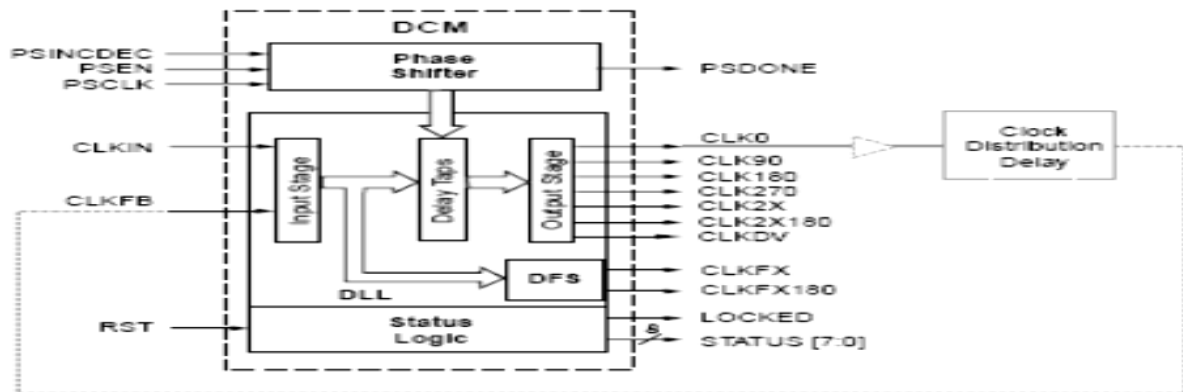 DCM
PSINCDEC
PSEN
PSCLK
Phase
Shifter
PSDONE
CLKIN
CLKFB
Input Stage
Delay Taps
Output Stage
CLK0
CLK90
CLK180
CLK270
CLK2X
CLK2X180
CLKDV
Clock
Distribution
Delay
DFS
CLKFX
CLKFX180
DLL
RST
Status
Logic
LOCKED
8
STATUS [7:0]